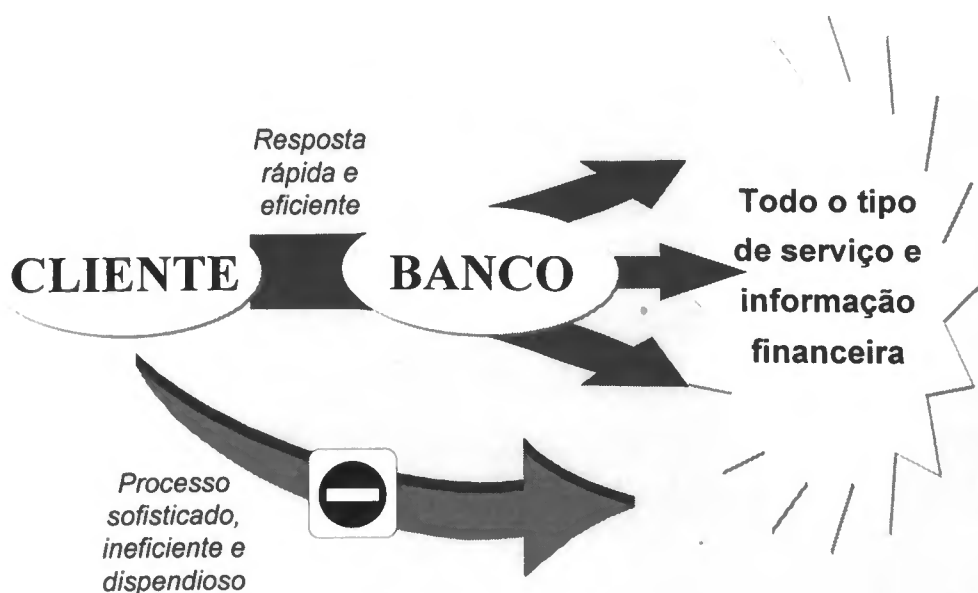 Resposta
rápida e
eficiente
CLIENTE
BANCO
Todo o tipo
de serviço e
informação
financeira
Processo
sofisticado,
ineficiente e
dispendioso